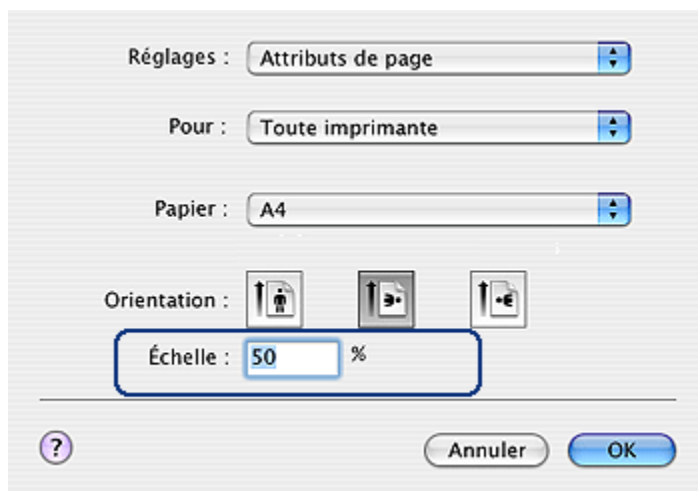 Réglages : Attributs de page
Pour : Toute imprimante
Papier : A4
Orientation :
Échelle : 50 %
? Annuler OK